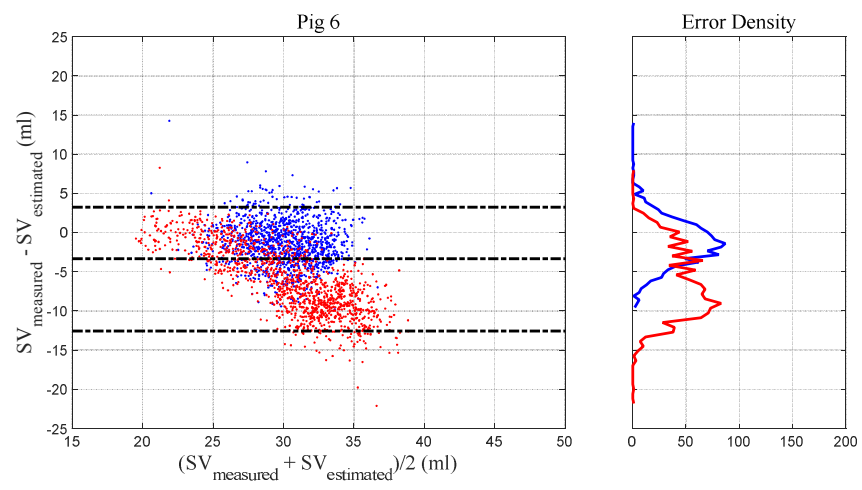 Pig 6
Error Density
SVmeasured - SVestimated (ml)
25
20
15
10
5
0
-5
-10
-15
-20
-25
15 20 25 30 35 40 45 50
(SVmeasured + SVestimated)/2 (ml)
0 50 100 150 200